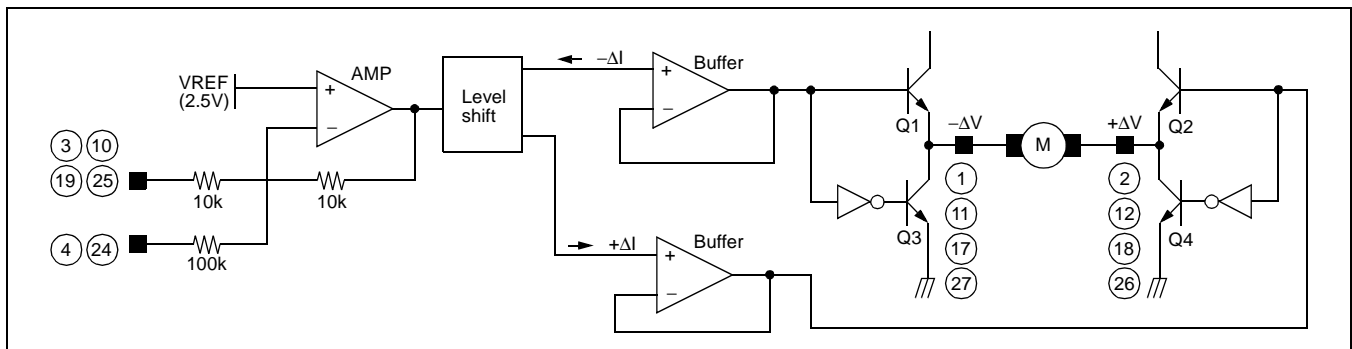 VREF
(2.5V)
AMP
+
−
3 10
19 25
10k
10k
4 24
100k
Level
shift
−ΔI
Buffer
+
−
+ΔI
Buffer
+
−
Q1
−ΔV
M
+ΔV
Q2
Q3
Q4
1
11
17
27
2
12
18
26